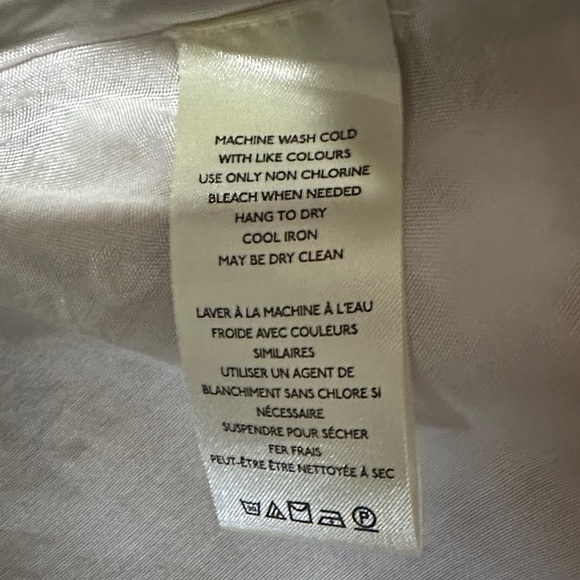 MACHINE WASH COLD
WITH LIKE COLOURS
USE ONLY NON CHLORINE
BLEACH WHEN NEEDED
HANG TO DRY
COOL IRON
MAY BE DRY CLEAN
LAVER À LA MACHINE À L'EAU
FROIDE AVEC COULEURS
SIMILAIRES
UTILISER UN AGENT DE
BLANCHIMENT SANS CHLORE SI
NÉCESSAIRE
SUSPENDRE POUR SÉCHER
FER FRAIS
PEUT-ÊTRE ÊTRE NETTOYÉE À SEC
P